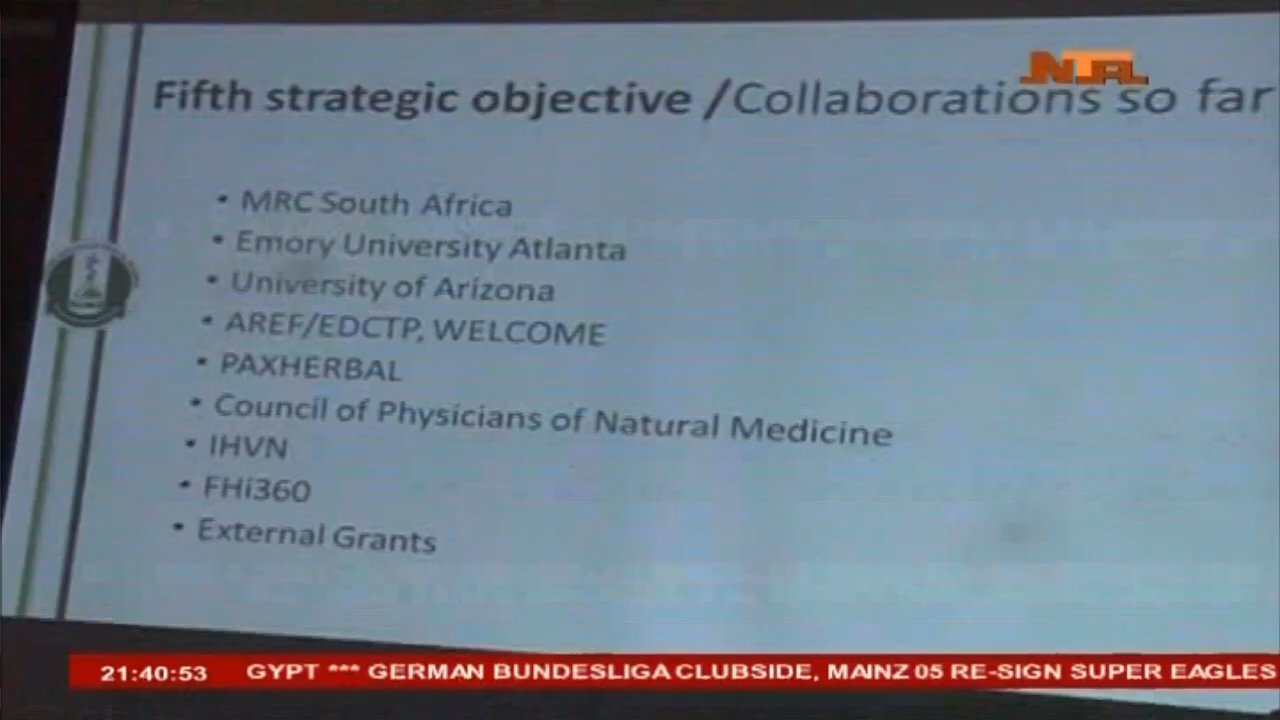 NTA
Fifth strategic objective /Collaborations so far
• MRC South Africa
• Emory University Atlanta
• University of Arizona
• AREF/EDCTP, WELCOME
• PAXHERBAL
• Council of Physicians of Natural Medicine
• IHVN
• FHi360
• External Grants
21:40:53 GYPT *** GERMAN BUNDESLIGA CLUBSIDE, MAINZ 05 RE-SIGN SUPER EAGLES